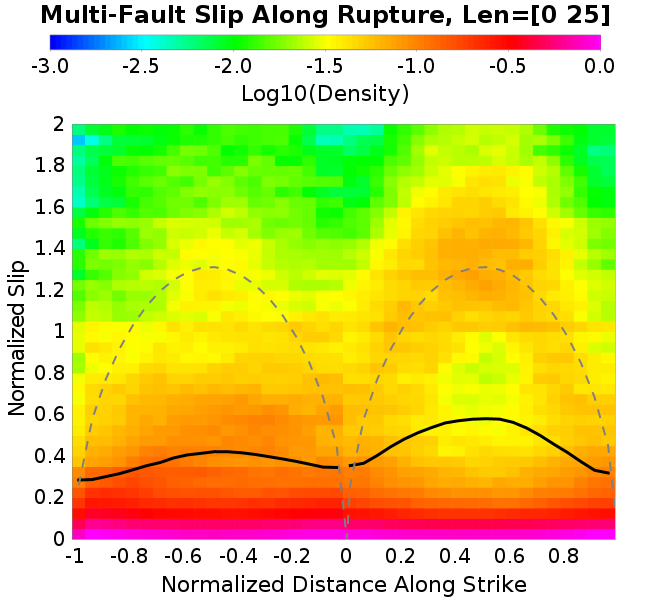 Multi-Fault Slip Along Rupture, Len=[0 25]
-3.0 -2.5 -2.0 -1.5 -1.0 -0.5 0.0
Log10(Density)
2
1.8
1.6
1.4
1.2
1
0.8
0.6
0.4
0.2
0
Normalized Slip
-1 -0.8 -0.6 -0.4 -0.2 0 0.2 0.4 0.6 0.8
Normalized Distance Along Strike